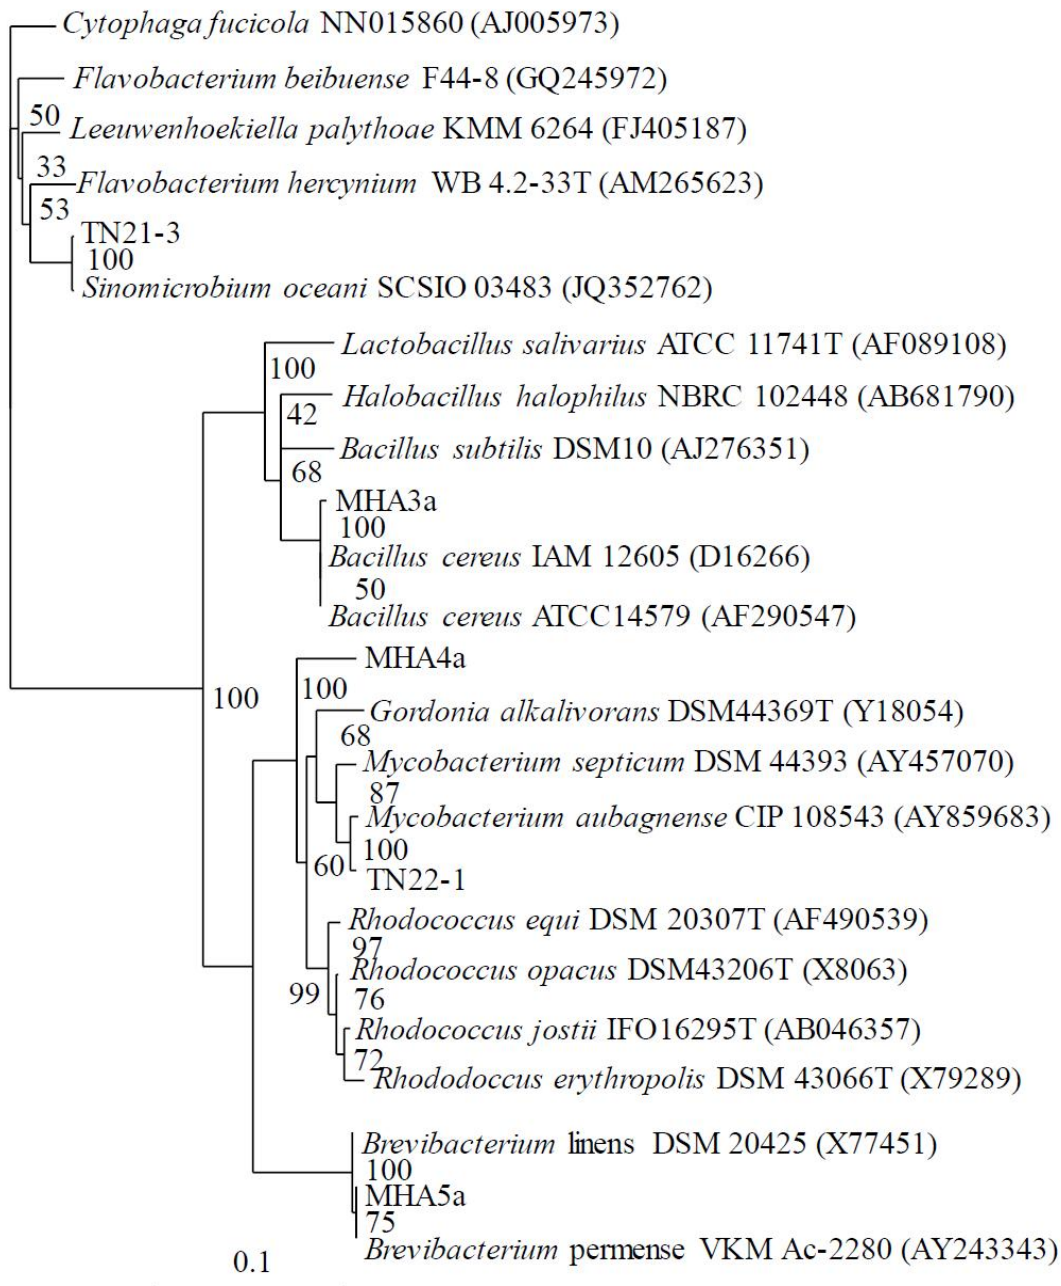 Cytophaga fucicola NN015860 (AJ005973)
Flavobacterium beibuense F44-8 (GQ245972)
50
Leeuwenhoekiella palythoae KMM 6264 (FJ405187)
33
Flavobacterium hercynium WB 4.2-33T (AM265623)
53
TN21-3
100
Sinomicrobium oceani SCSIO 03483 (JQ352762)
Lactobacillus salivarius ATCC 11741T (AF089108)
100
Halobacillus halophilus NBRC 102448 (AB681790)
42
Bacillus subtilis DSM10 (AJ276351)
68
MHA3a
100
Bacillus cereus IAM 12605 (D16266)
50
Bacillus cereus ATCC14579 (AF290547)
MHA4a
100
100
Gordonia alkalivorans DSM44369T (Y18054)
68
Mycobacterium septicum DSM 44393 (AY457070)
87
Mycobacterium aubagnense CIP 108543 (AY859683)
100
60
TN22-1
Rhodococcus equi DSM 20307T (AF490539)
97
Rhodococcus opacus DSM43206T (X8063)
99
76
Rhodococcus jostii IFO16295T (AB046357)
72
Rhododoccus erythropolis DSM 43066T (X79289)
Brevibacterium linens DSM 20425 (X77451)
100
MHA5a
75
Brevibacterium permense VKM Ac-2280 (AY243343)
0.1